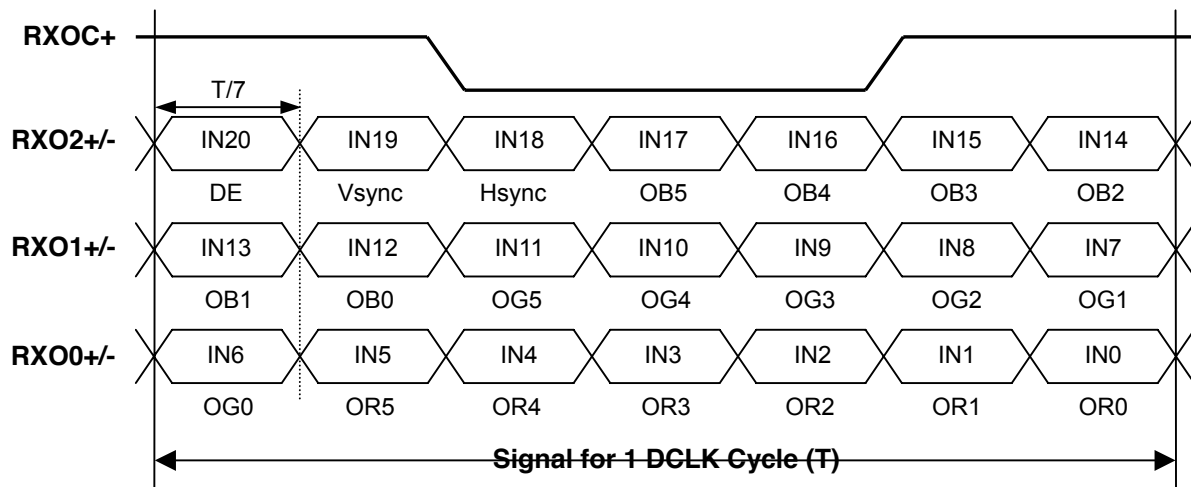 RXOC+
T/7
RXO2+/- IN20 IN19 IN18 IN17 IN16 IN15 IN14
DE Vsync Hsync OB5 OB4 OB3 OB2
RXO1+/- IN13 IN12 IN11 IN10 IN9 IN8 IN7
OB1 OB0 OG5 OG4 OG3 OG2 OG1
RXO0+/- IN6 IN5 IN4 IN3 IN2 IN1 IN0
OG0 OR5 OR4 OR3 OR2 OR1 OR0
Signal for 1 DCLK Cycle (T)